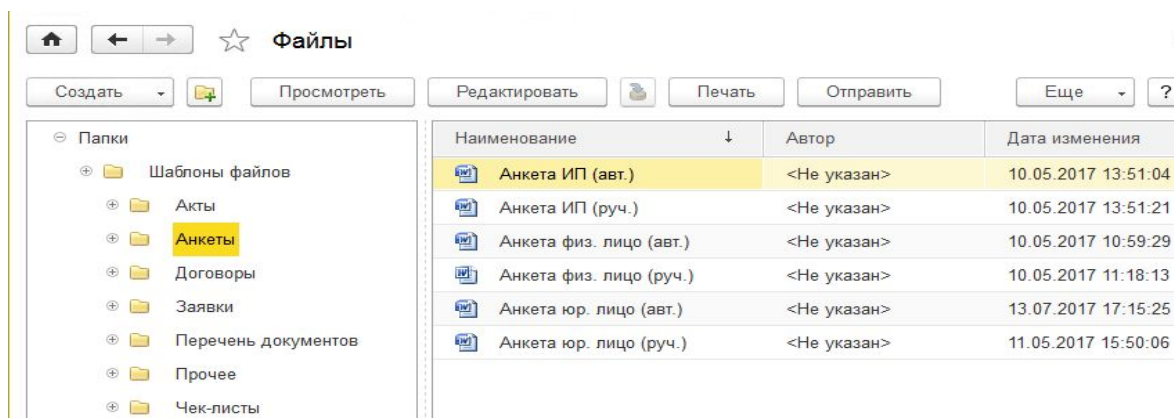 Файлы
Создать Просмотреть Редактировать Печать Отправить Еще ?
Папки
Шаблоны файлов
Акты
Анкеты
Договоры
Заявки
Перечень документов
Прочее
Чек-листы
Наименование ↓ Автор Дата изменения
Анкета ИП (авт.) <Не указан> 10.05.2017 13:51:04
Анкета ИП (руч.) <Не указан> 10.05.2017 13:51:21
Анкета физ. лицо (авт.) <Не указан> 10.05.2017 10:59:29
Анкета физ. лицо (руч.) <Не указан> 10.05.2017 11:18:13
Анкета юр. лицо (авт.) <Не указан> 13.07.2017 17:15:25
Анкета юр. лицо (руч.) <Не указан> 11.05.2017 15:50:06